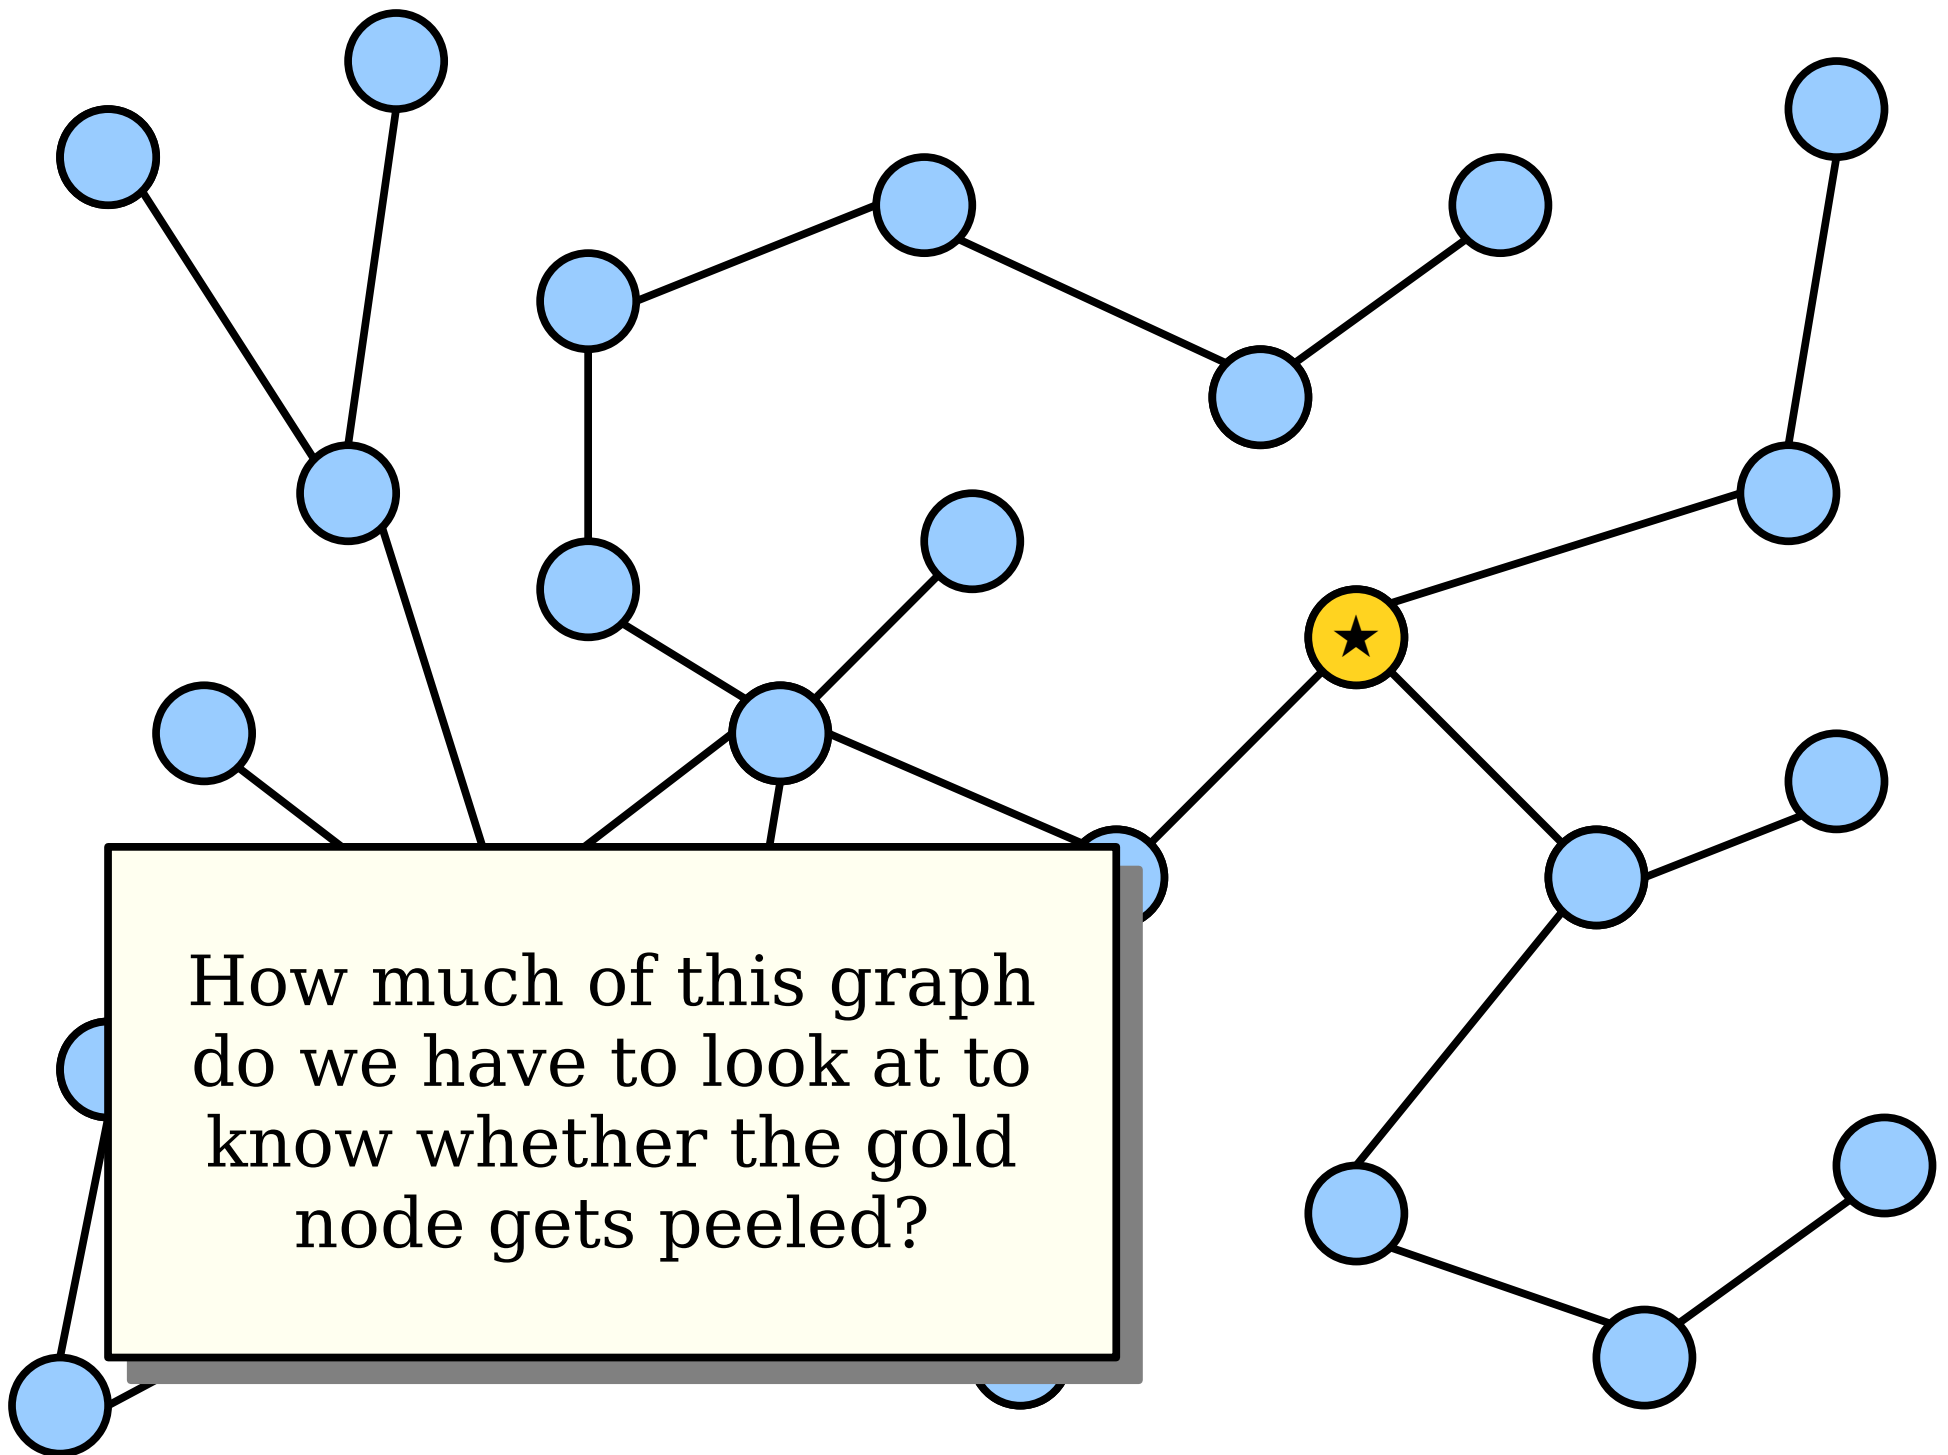 How much of this graph
do we have to look at to
know whether the gold
node gets peeled?